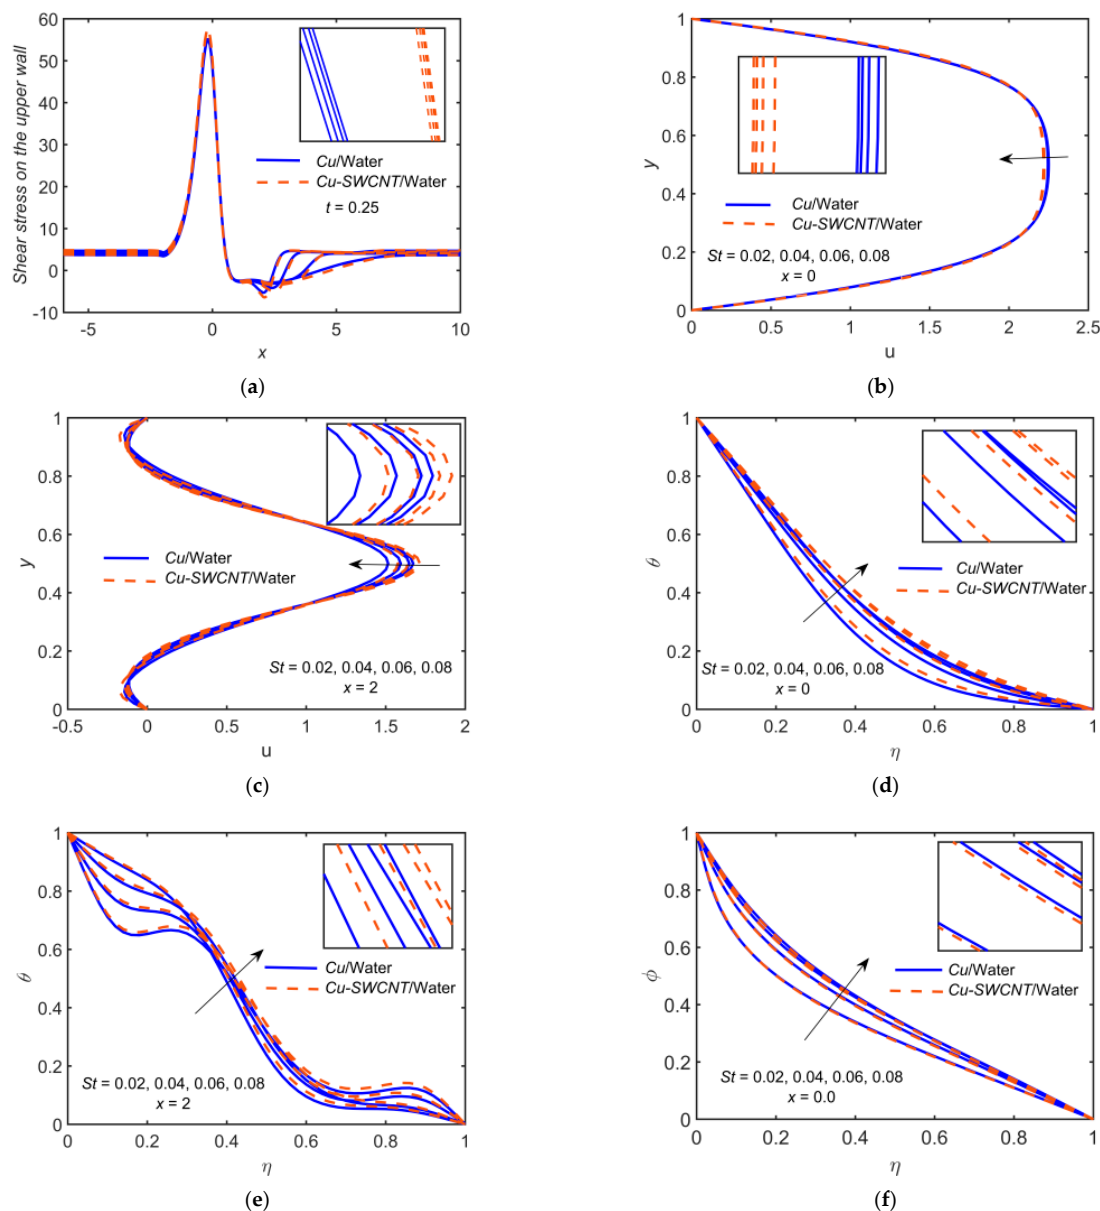 Shear stress on the upper wall
60
50
40
30
20
10
0
-10
Cu/Water
Cu-SWCNT/Water
t = 0.25
-5
0
5
10
x
(a)
y
1
0.8
0.6
0.4
0.2
0
Cu/Water
Cu-SWCNT/Water
St = 0.02, 0.04, 0.06, 0.08
x = 0
0
0.5
1
1.5
2
2.5
u
(b)
y
1
0.8
0.6
0.4
0.2
0
Cu/Water
Cu-SWCNT/Water
St = 0.02, 0.04, 0.06, 0.08
x = 2
-0.5
0
0.5
1
1.5
2
u
(c)
θ
1
0.8
0.6
0.4
0.2
0
Cu/Water
Cu-SWCNT/Water
St = 0.02, 0.04, 0.06, 0.08
x = 0
0
0.2
0.4
0.6
0.8
1
η
(d)
θ
1
0.8
0.6
0.4
0.2
0
Cu/Water
Cu-SWCNT/Water
St = 0.02, 0.04, 0.06, 0.08
x = 2
0
0.2
0.4
0.6
0.8
1
η
(e)
ϕ
1
0.8
0.6
0.4
0.2
0
Cu/Water
Cu-SWCNT/Water
St = 0.02, 0.04, 0.06, 0.08
x = 0.0
0
0.2
0.4
0.6
0.8
1
η
(f)